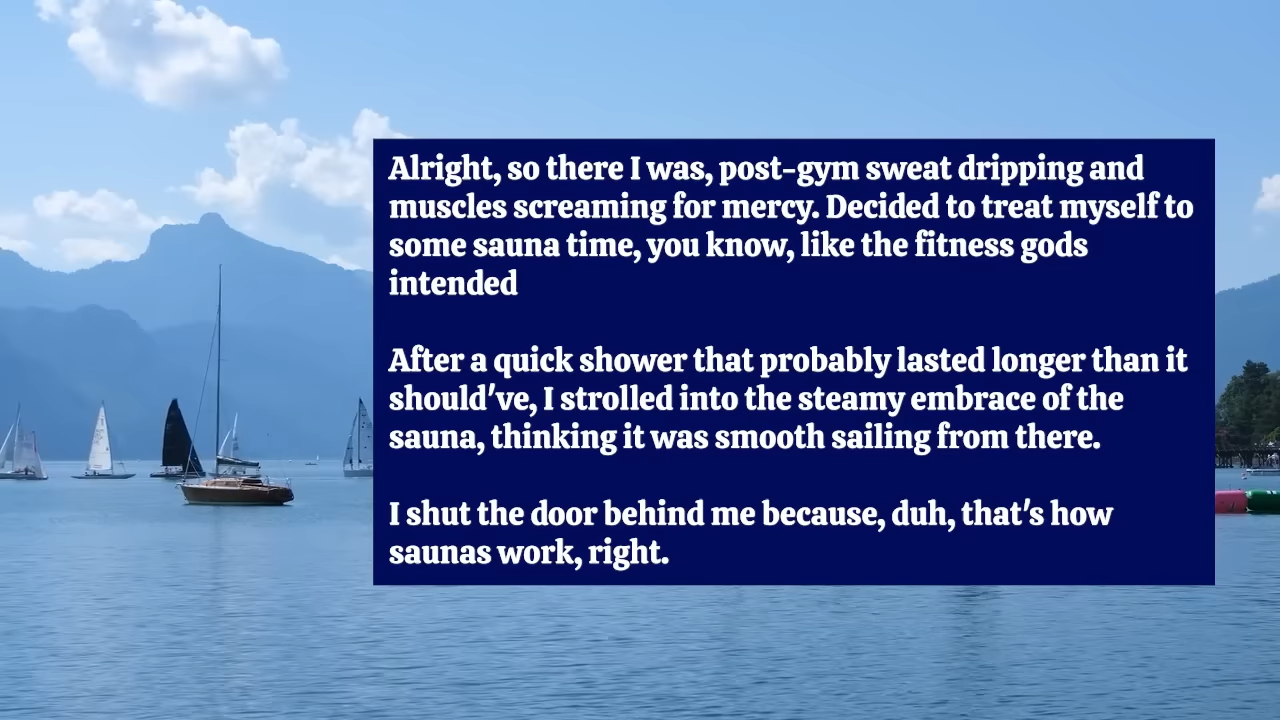 Alright, so there I was, post-gym sweat dripping and
muscles screaming for mercy. Decided to treat myself to
some sauna time, you know, like the fitness gods
intended
After a quick shower that probably lasted longer than it
should've, I strolled into the steamy embrace of the
sauna, thinking it was smooth sailing from there.
I shut the door behind me because, duh, that's how
saunas work, right.